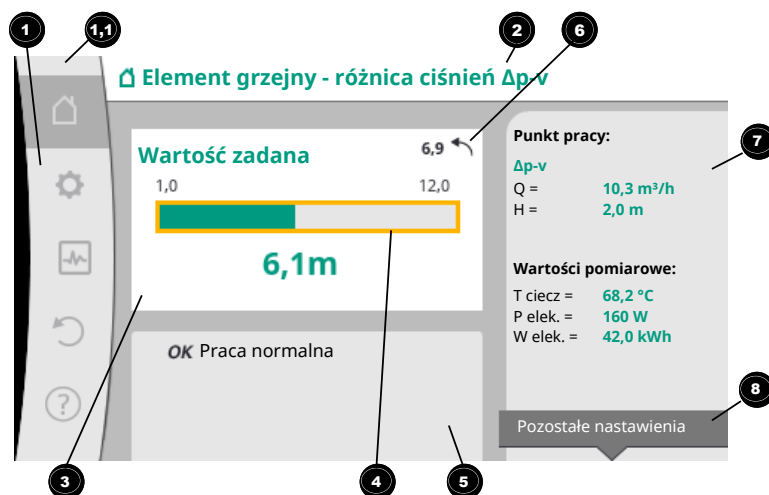 1
1,1
2
6
Element grzejny - różnica ciśnień Δp-v
Wartość zadana
6,9
1,0
12,0
6,1m
OK Praca normalna
Punkt pracy:
7
Δp-v
Q = 10,3 m³/h
H = 2,0 m
Wartości pomiarowe:
T ciecz = 68,2 °C
P elek. = 160 W
W elek. = 42,0 kWh
8
Pozostałe nastawienia
?
3
4
5